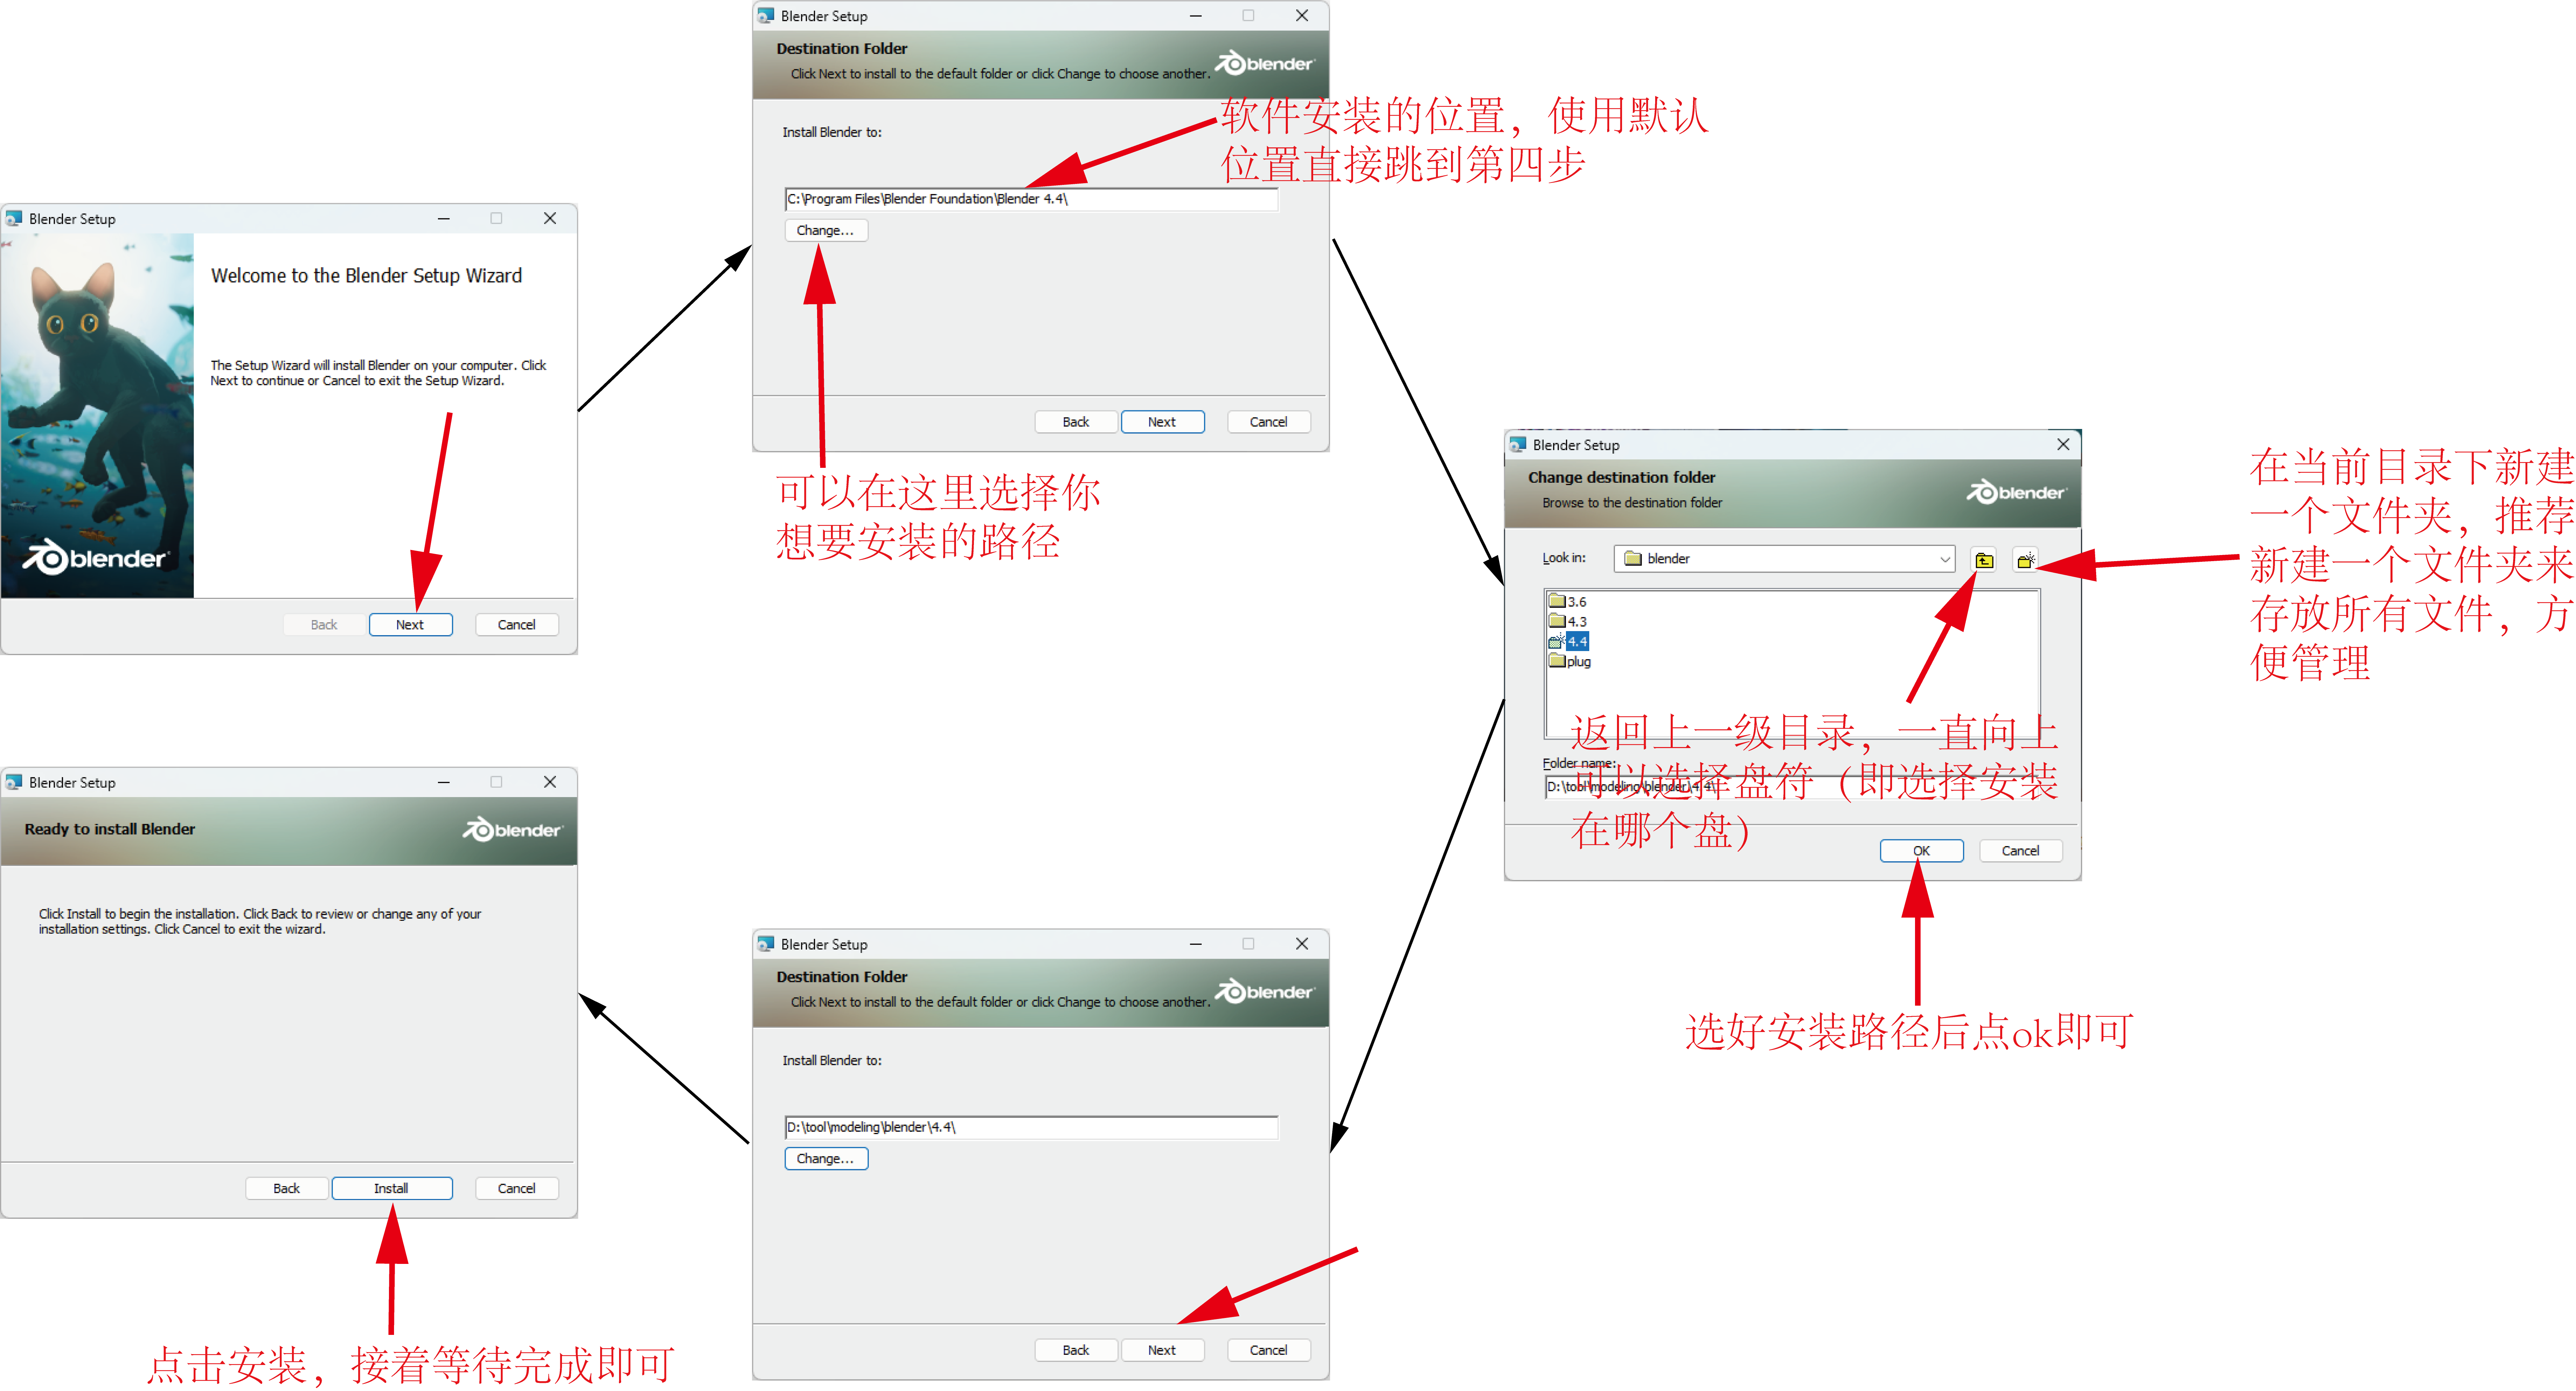 Blender Setup
Welcome to the Blender Setup Wizard
The Setup Wizard will install Blender on your computer. Click
Next to continue or Cancel to exit the Setup Wizard.
blender
Back
Next
Cancel
Blender Setup
Destination Folder
Click Next to install to the default folder or click Change to choose another.
blender
Install Blender to:
软件安装的位置，使用默认
位置直接跳到第四步
C:\Program Files\Blender Foundation\Blender 4.4\
Change...
Back
Next
Cancel
可以在这里选择你
想要安装的路径
Blender Setup
Change destination folder
Browse to the destination folder
blender
Look in:
blender
3.6
4.3
4.4
plug
在当前目录下新建
一个文件夹，推荐
新建一个文件夹来
存放所有文件，方
便管理
返回上一级目录，一直向上
可以选择盘符（即选择安装
在哪个盘）
Folder name:
D:\tool\modeling\blender\4.4\
OK
Cancel
选好安装路径后点ok即可
Blender Setup
Destination Folder
Click Next to install to the default folder or click Change to choose another.
blender
Install Blender to:
D:\tool\modeling\blender\4.4\
Change...
Back
Next
Cancel
Blender Setup
Ready to install Blender
blender
Click Install to begin the installation. Click Back to review or change any of your
installation settings. Click Cancel to exit the wizard.
Back
Install
Cancel
点击安装，接着等待完成即可